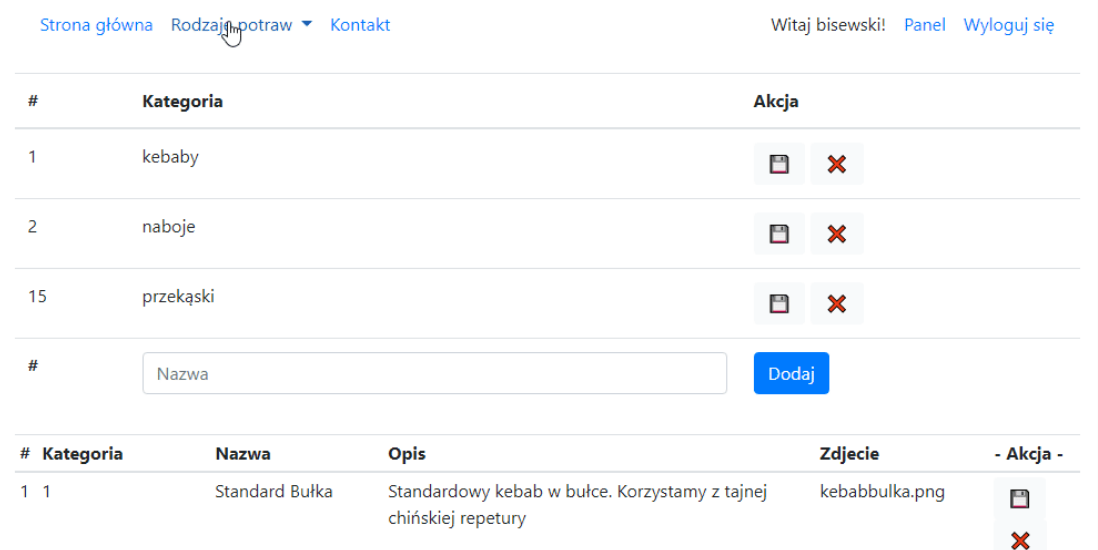 Strona główna Rodzaje potraw Kontakt Witaj bisewski! Panel Wyloguj się
# Kategoria Akcja
1 kebaby
2 naboje
15 przekąski
# Nazwa Dodaj
# Kategoria Nazwa Opis Zdjecie - Akcja -
1 1 Standard Bułka Standardowy kebab w bułce. Korzystamy z tajnej kebabbulka.png
chińskiej repetury